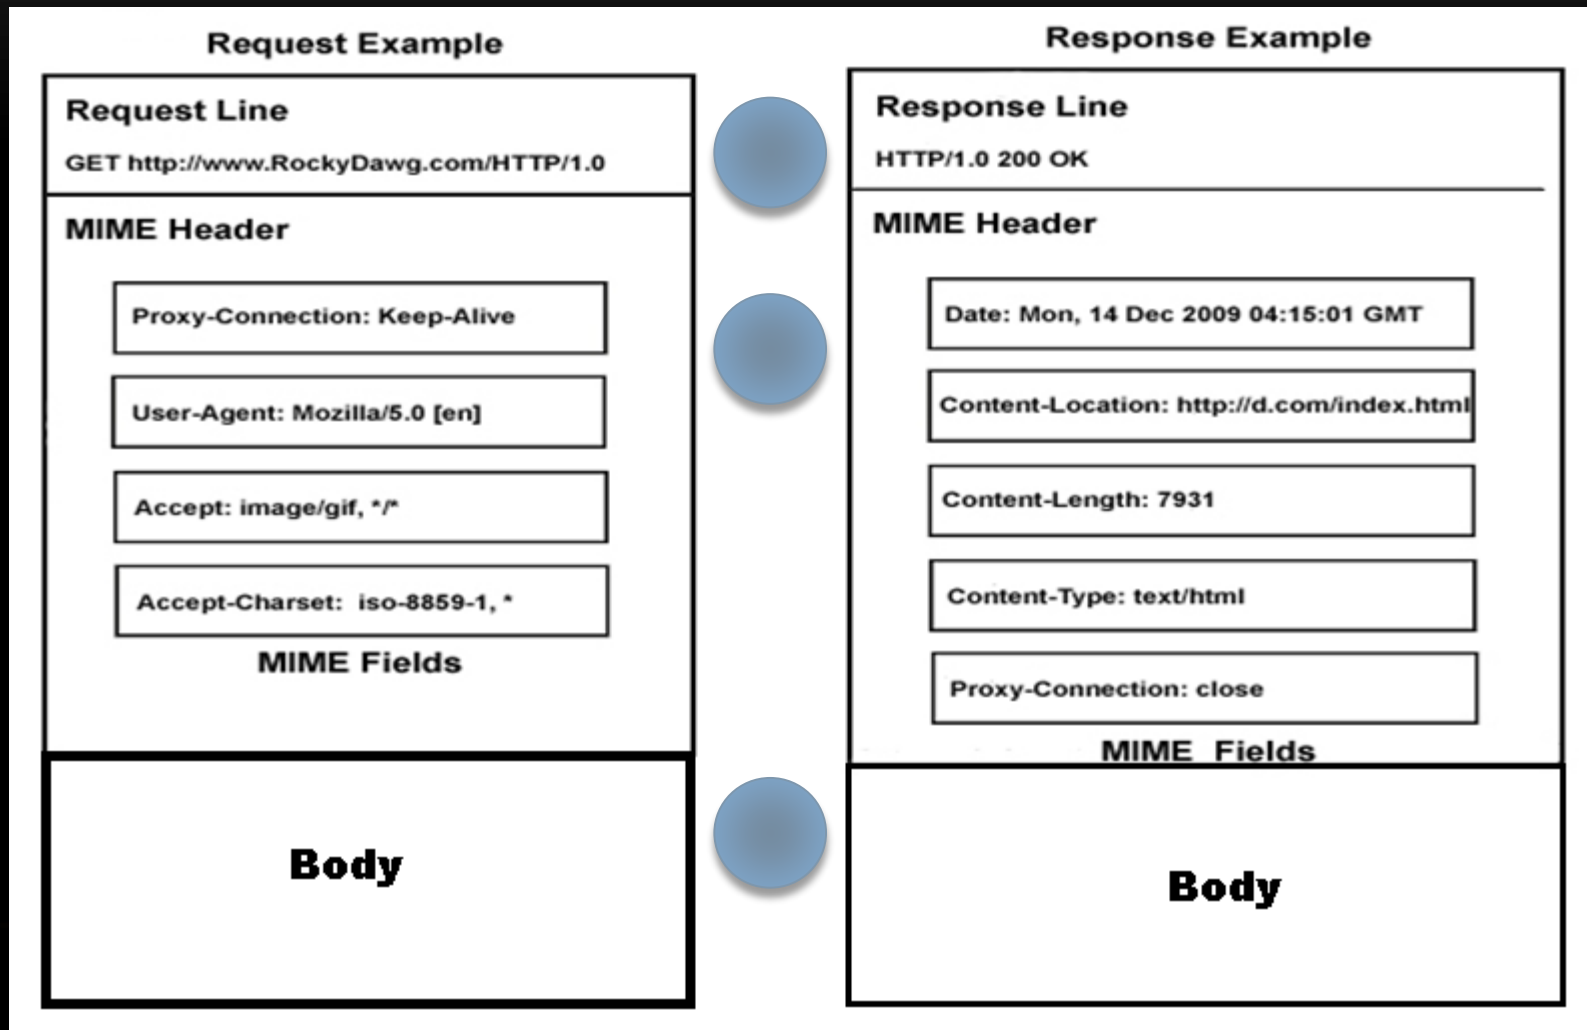 Request Example
Request Line
GET http://www.RockyDawg.com/HTTP/1.0
MIME Header
Proxy-Connection: Keep-Alive
User-Agent: Mozilla/5.0 [en]
Accept: image/gif, */*
Accept-Charset: iso-8859-1, *
MIME Fields
Body
Response Example
Response Line
HTTP/1.0 200 OK
MIME Header
Date: Mon, 14 Dec 2009 04:15:01 GMT
Content-Location: http://d.com/index.html
Content-Length: 7931
Content-Type: text/html
Proxy-Connection: close
MIME Fields
Body